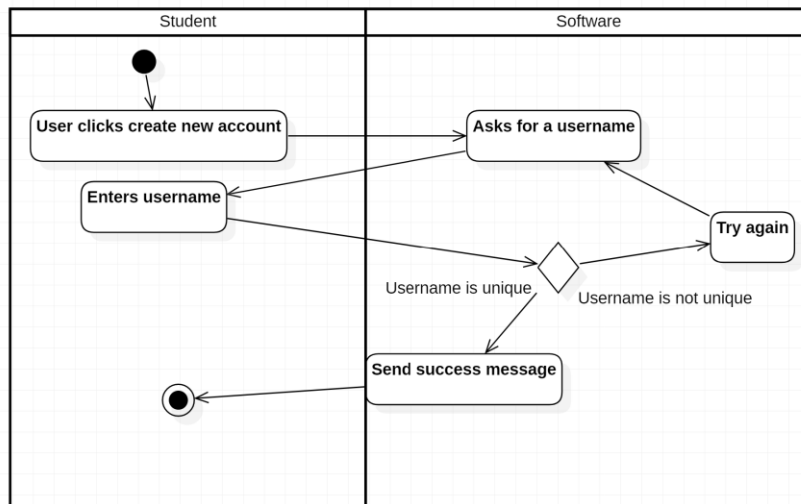 Student
Software
User clicks create new account
Asks for a username
Enters username
Try again
Username is unique
Username is not unique
Send success message